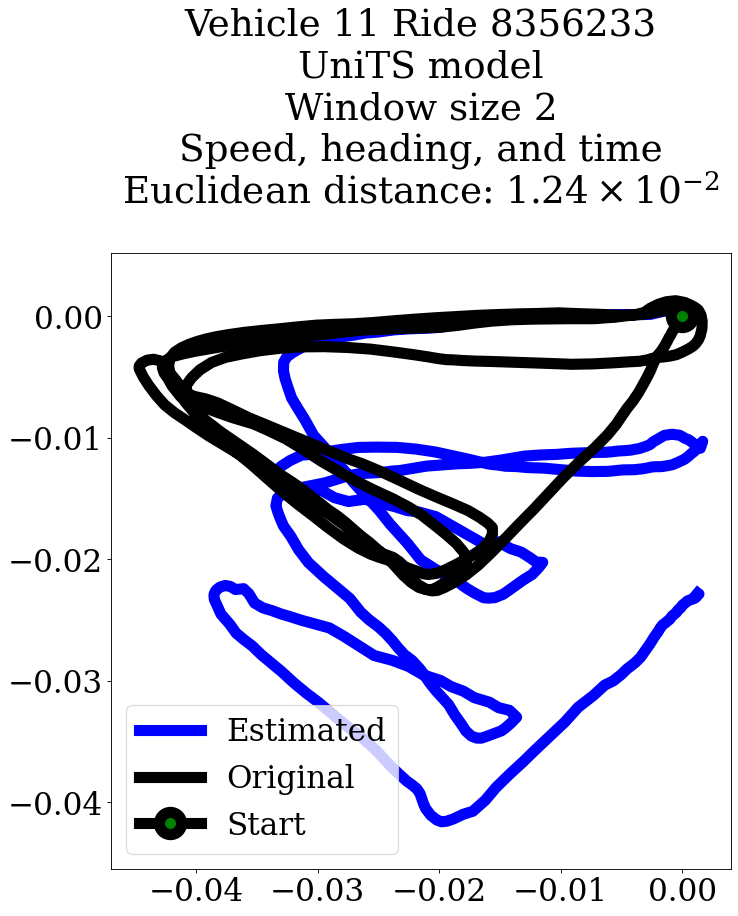 Vehicle 11 Ride 8356233
UniTS model
Window size 2
Speed, heading, and time
Euclidean distance: 1.24 × 10⁻²
0.00
−0.01
−0.02
−0.03
−0.04
Estimated
Original
Start
−0.04 −0.03 −0.02 −0.01 0.00